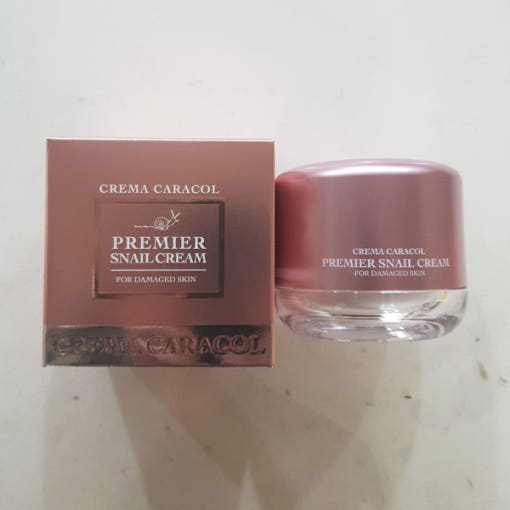 CREMA CARACOL
PREMIER
SNAIL CREAM
FOR DAMAGED SKIN
CREMA CARACOL
CREMA CARACOL
PREMIER SNAIL CREAM
FOR DAMAGED SKIN